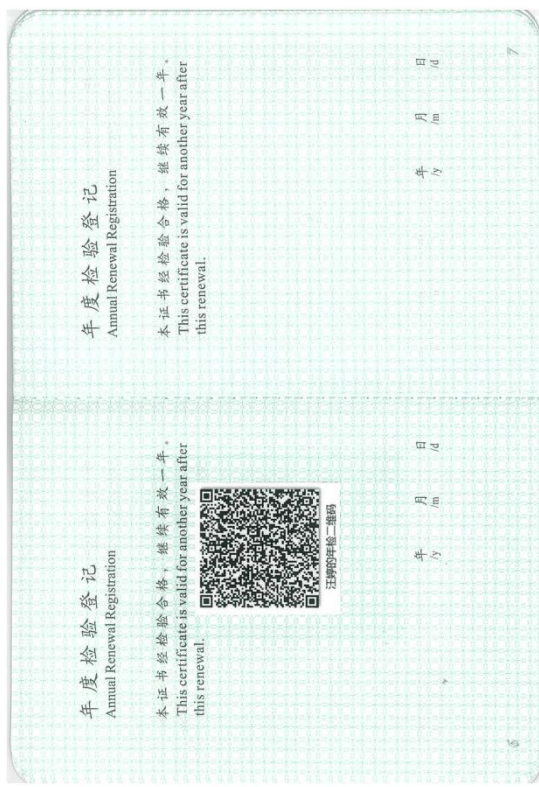 年度检验登记
Annual Renewal Registration
本证书经检验合格，继续有效一年。
This certificate is valid for another year after
this renewal.
汪婷的年检二维码
年 月 日
/y /m /d
6
年度检验登记
Annual Renewal Registration
本证书经检验合格，继续有效一年。
This certificate is valid for another year after
this renewal.
年 月 日
/y /m /d
7